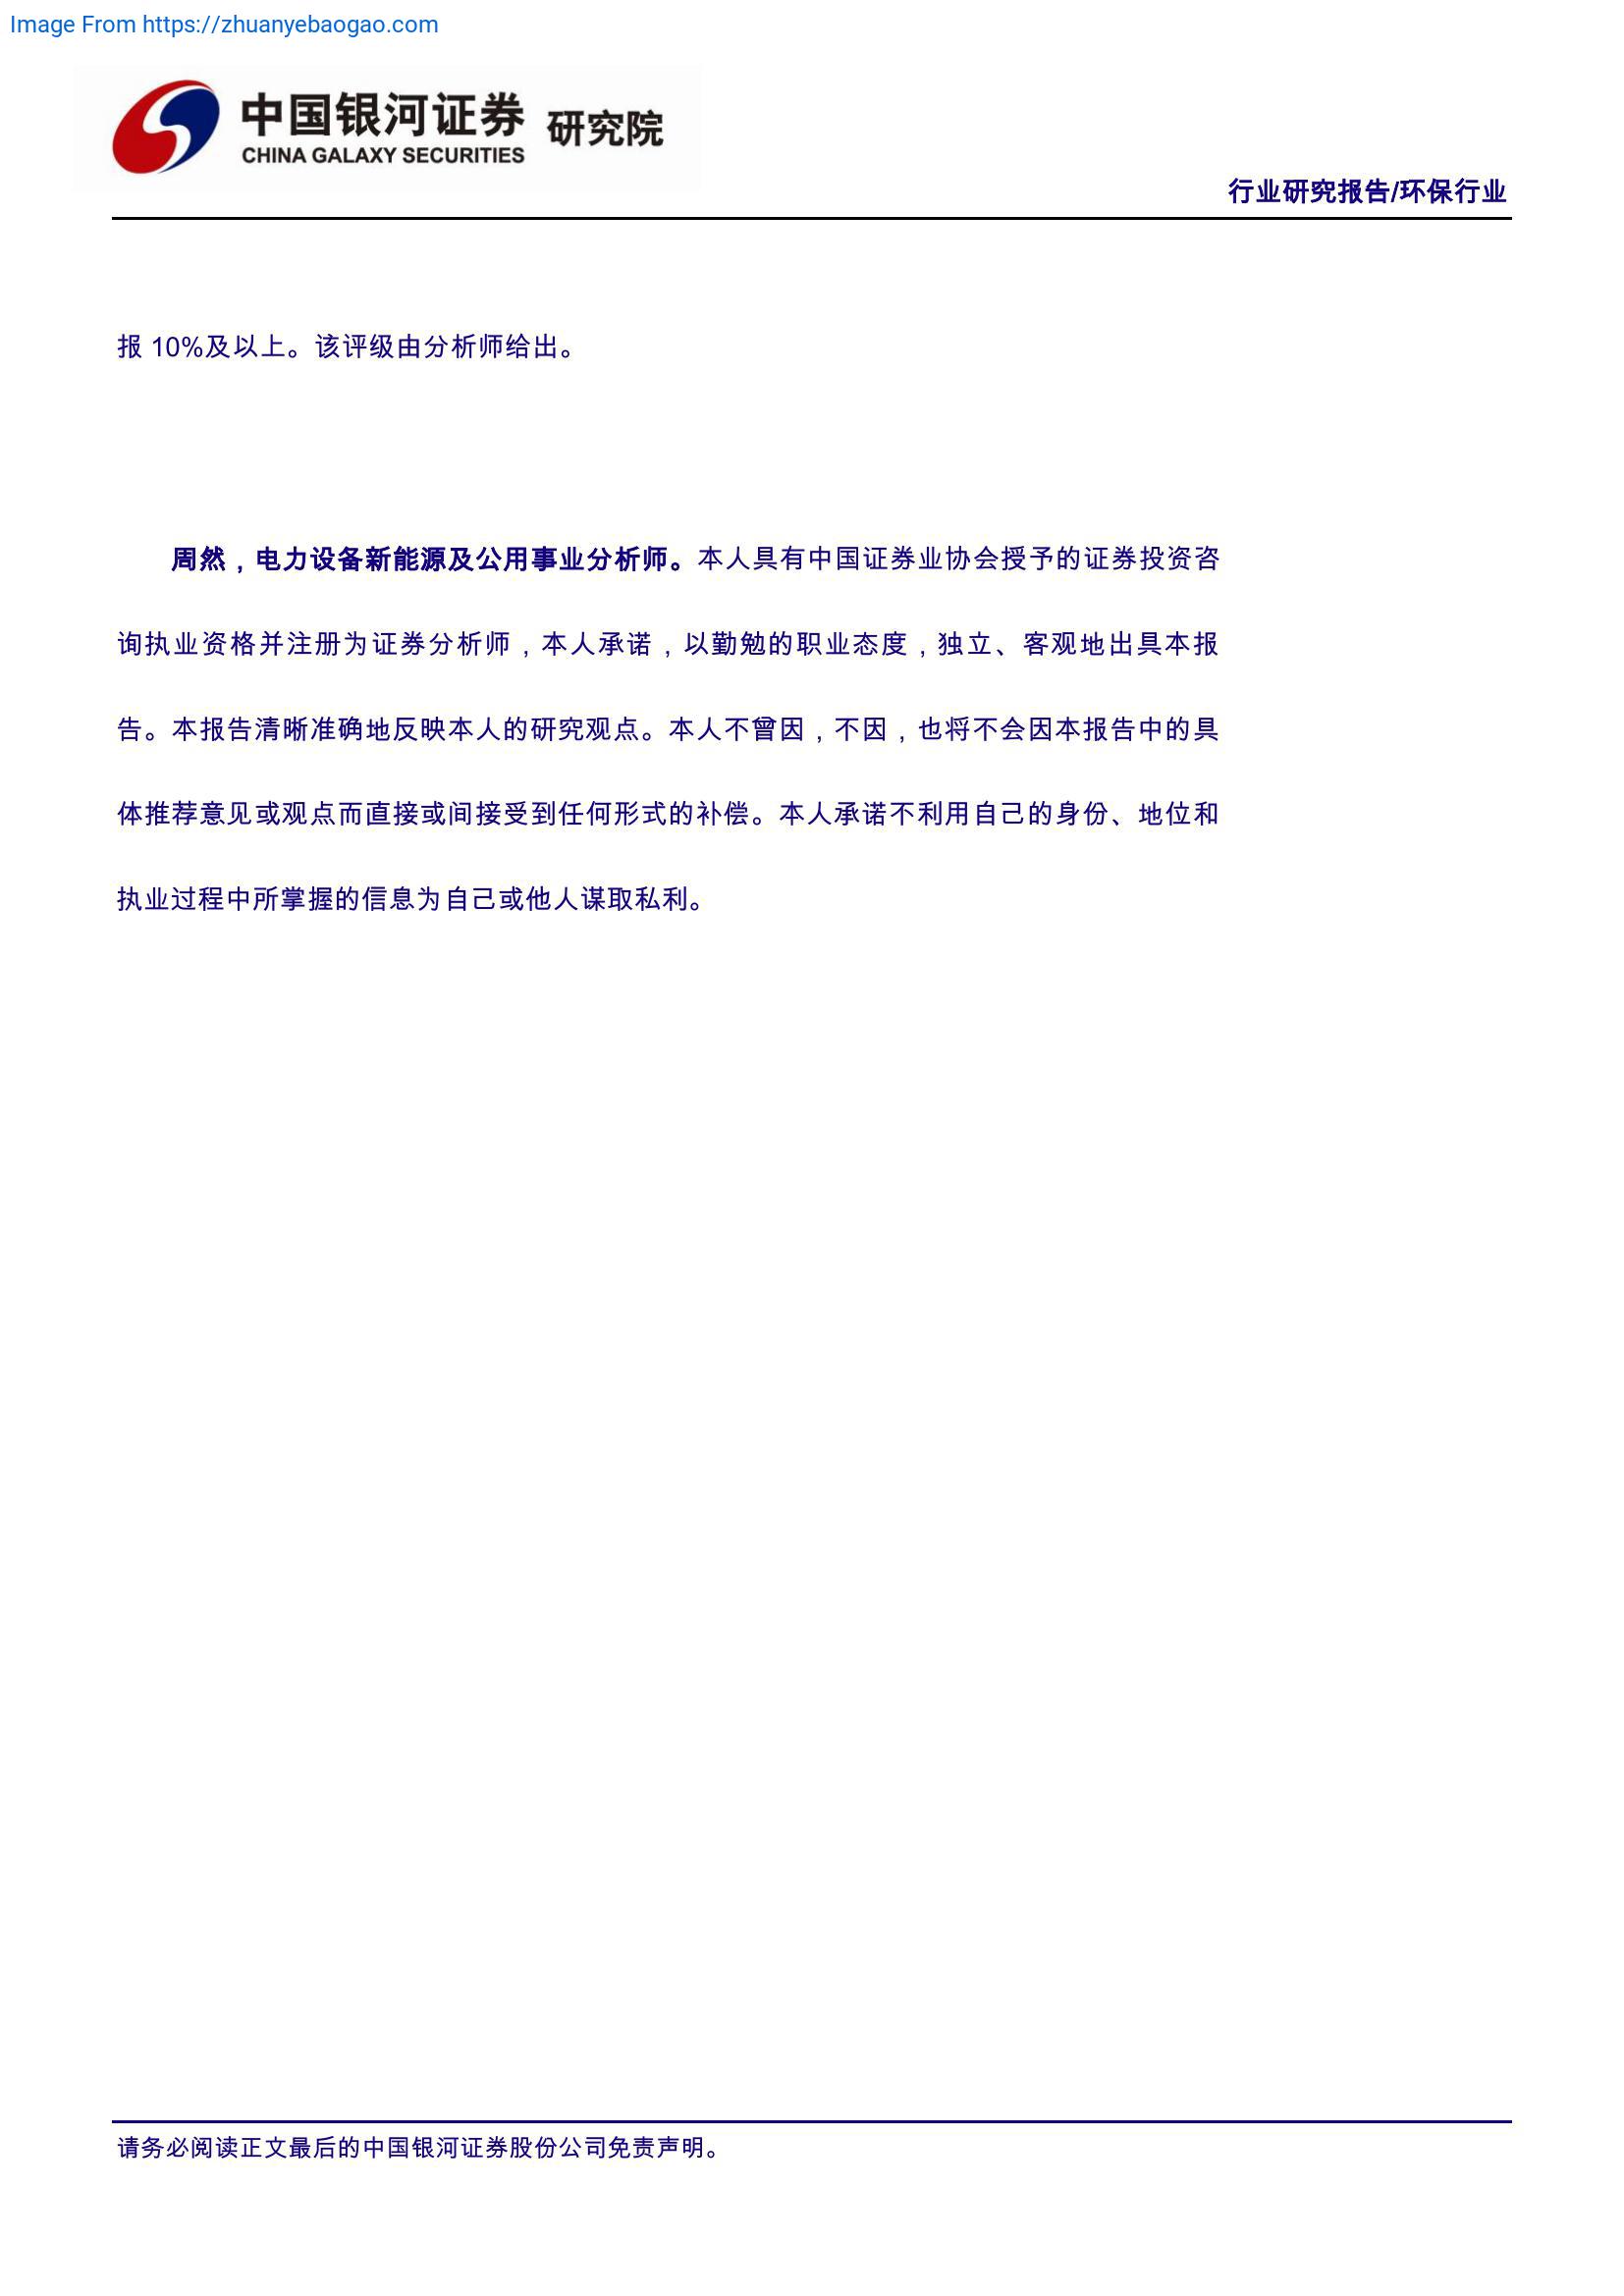 Image From https://zhuanyebaogao.com
中国银河证券 研究院
CHINA GALAXY SECURITIES
行业研究报告/环保行业
报 10%及以上。该评级由分析师给出。
周然，电力设备新能源及公用事业分析师。本人具有中国证券业协会授予的证券投资咨
询执业资格并注册为证券分析师，本人承诺，以勤勉的职业态度，独立、客观地出具本报
告。本报告清晰准确地反映本人的研究观点。本人不曾因，不因，也将不会因本报告中的具
体推荐意见或观点而直接或间接受到任何形式的补偿。本人承诺不利用自己的身份、地位和
执业过程中所掌握的信息为自己或他人谋取私利。
请务必阅读正文最后的中国银河证券股份公司免责声明。